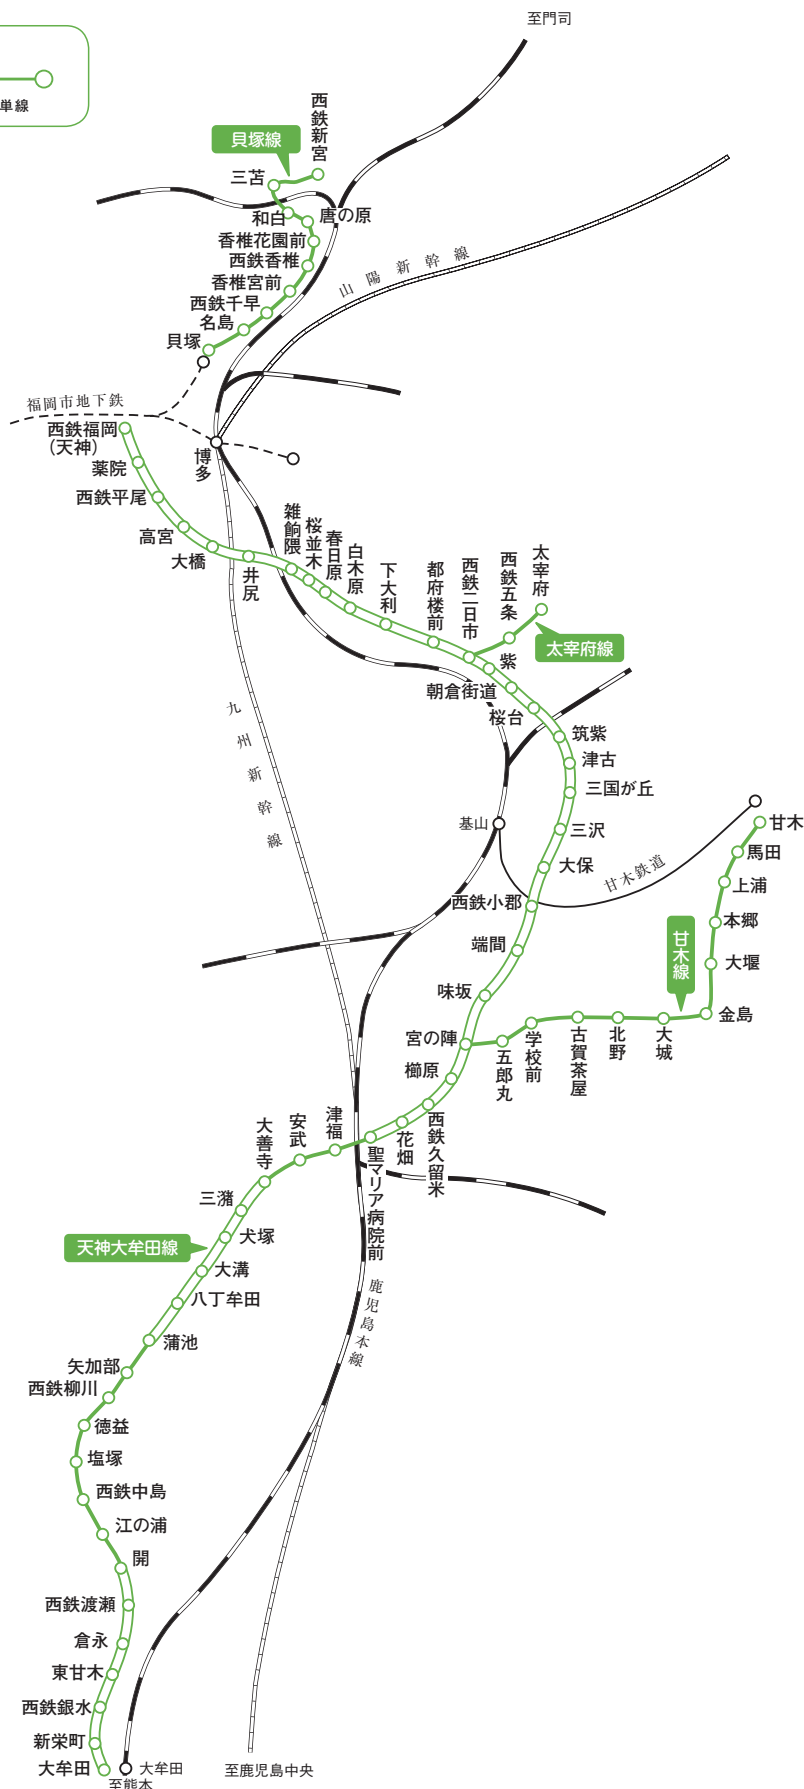 至門司
単線
西鉄新宮
貝塚線
三苫
和白
唐の原
香椎花園前
西鉄香椎
香椎宮前
西鉄千早
名島
貝塚
山陽新幹線
福岡市地下鉄
西鉄福岡
(天神)
博多
薬院
西鉄平尾
高宮
大橋
井尻
雑餉隈
桜並木
春日原
白木原
下大利
都府楼前
西鉄二日市
西鉄五条
太宰府
太宰府線
紫
朝倉街道
桜台
筑紫
津古
三国が丘
九州新幹線
基山
三沢
甘木
馬田
大保
甘木鉄道
上浦
西鉄小郡
本郷
端間
甘木線
大堰
味坂
金島
宮の陣
五郎丸
学校前
古賀茶屋
北野
大城
櫛原
西鉄久留米
花畑
聖マリア病院前
津福
安武
大善寺
三潴
犬塚
天神大牟田線
大溝
八丁牟田
鹿児島本線
蒲池
矢加部
西鉄柳川
徳益
塩塚
西鉄中島
江の浦
開
西鉄渡瀬
倉永
東甘木
西鉄銀水
新栄町
大牟田
大牟田
至熊本
至鹿児島中央